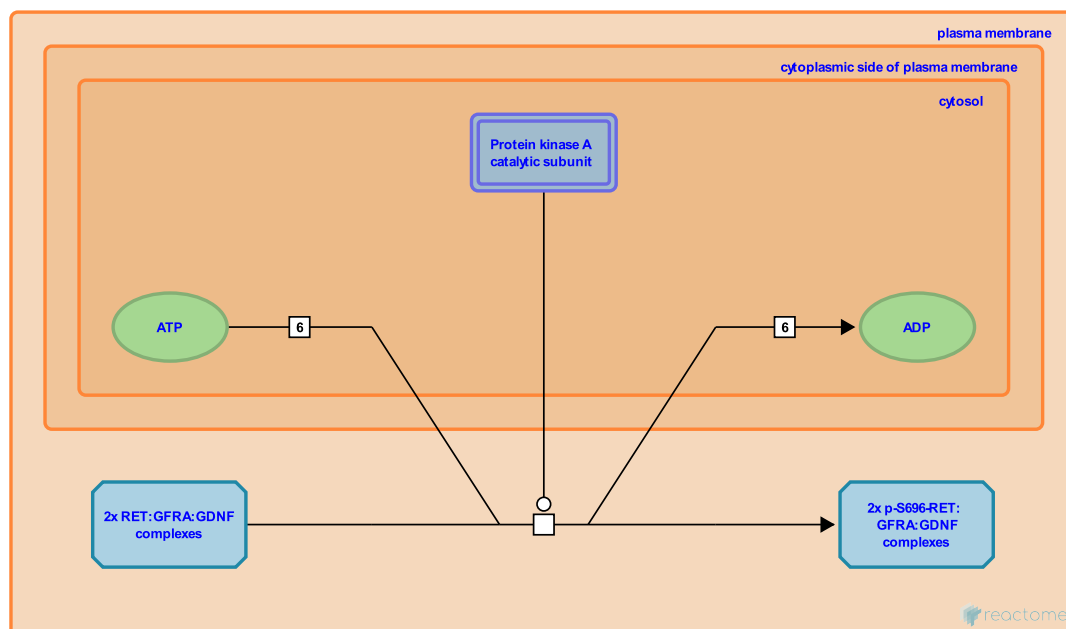 plasma membrane
cytoplasmic side of plasma membrane
cytosol
Protein kinase A
catalytic subunit
ATP
6
6
ADP
2x RET:GFRA:GDNF
complexes
2x p-S696-RET:
GFRA:GDNF
complexes
reactome